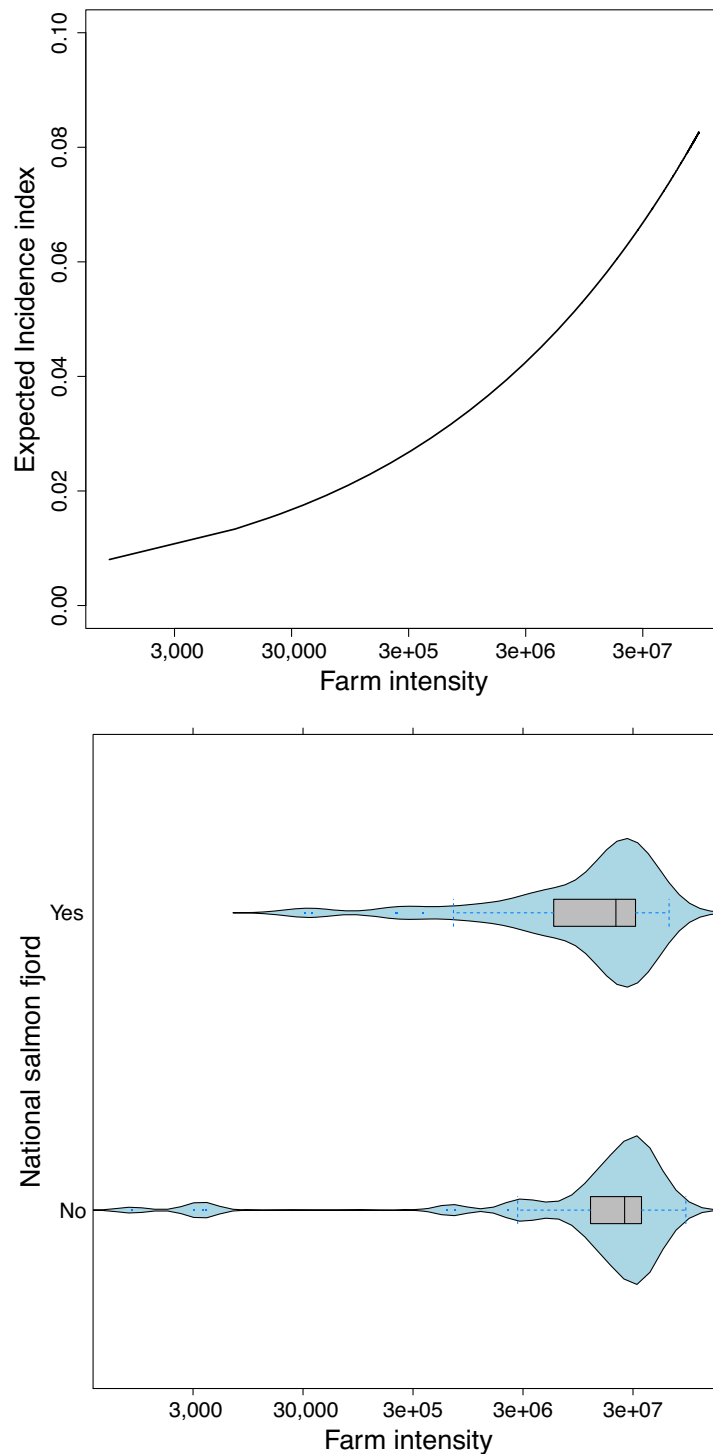 Expected Incidence index
0.10
0.08
0.06
0.04
0.02
0.00
3,000 30,000 3e+05 3e+06 3e+07
Farm intensity
National salmon fjord
Yes
No
3,000 30,000 3e+05 3e+06 3e+07
Farm intensity